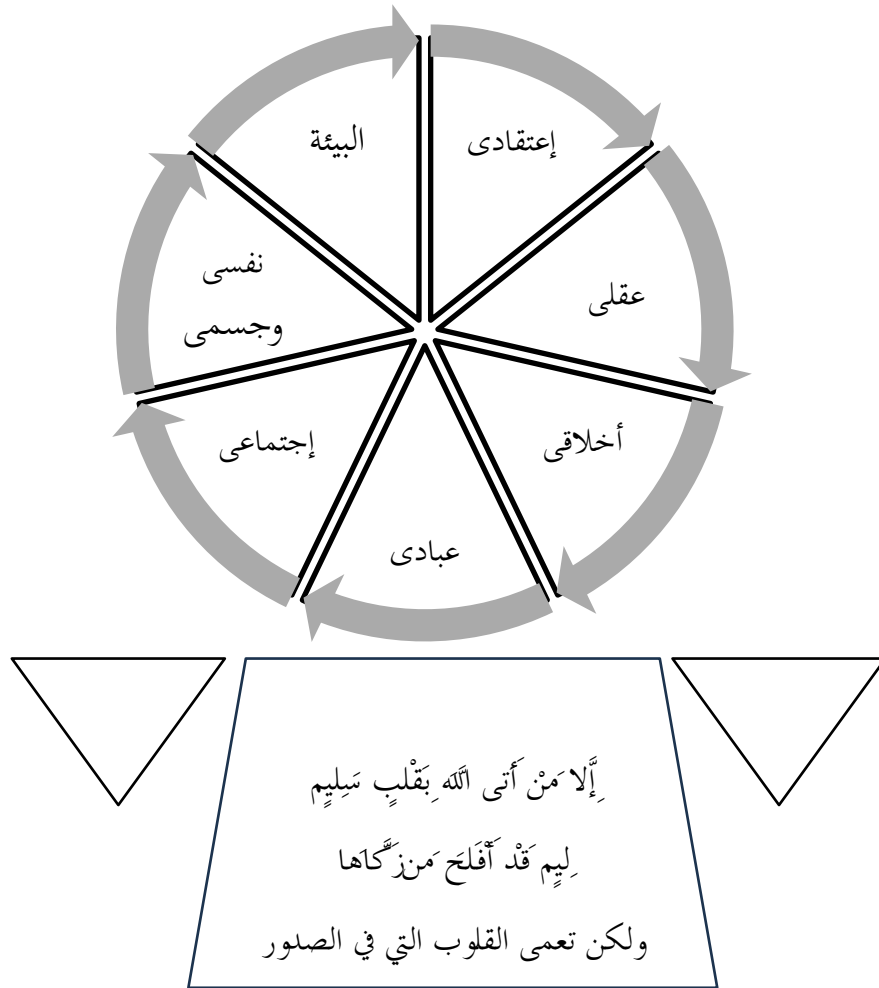 البيئة
إعتقادى
عقلى
أخلاقى
عبادى
إجتماعى
نفسى
وجسمى
إِلَّا مَنْ أَتَى اللَّهَ بِقَلْبٍ سَلِيمٍ
ِلِيمٍ قَدْ أَفْلَحَ مَن زَكَّاهَا
ولكن تعمى القلوب التي في الصدور